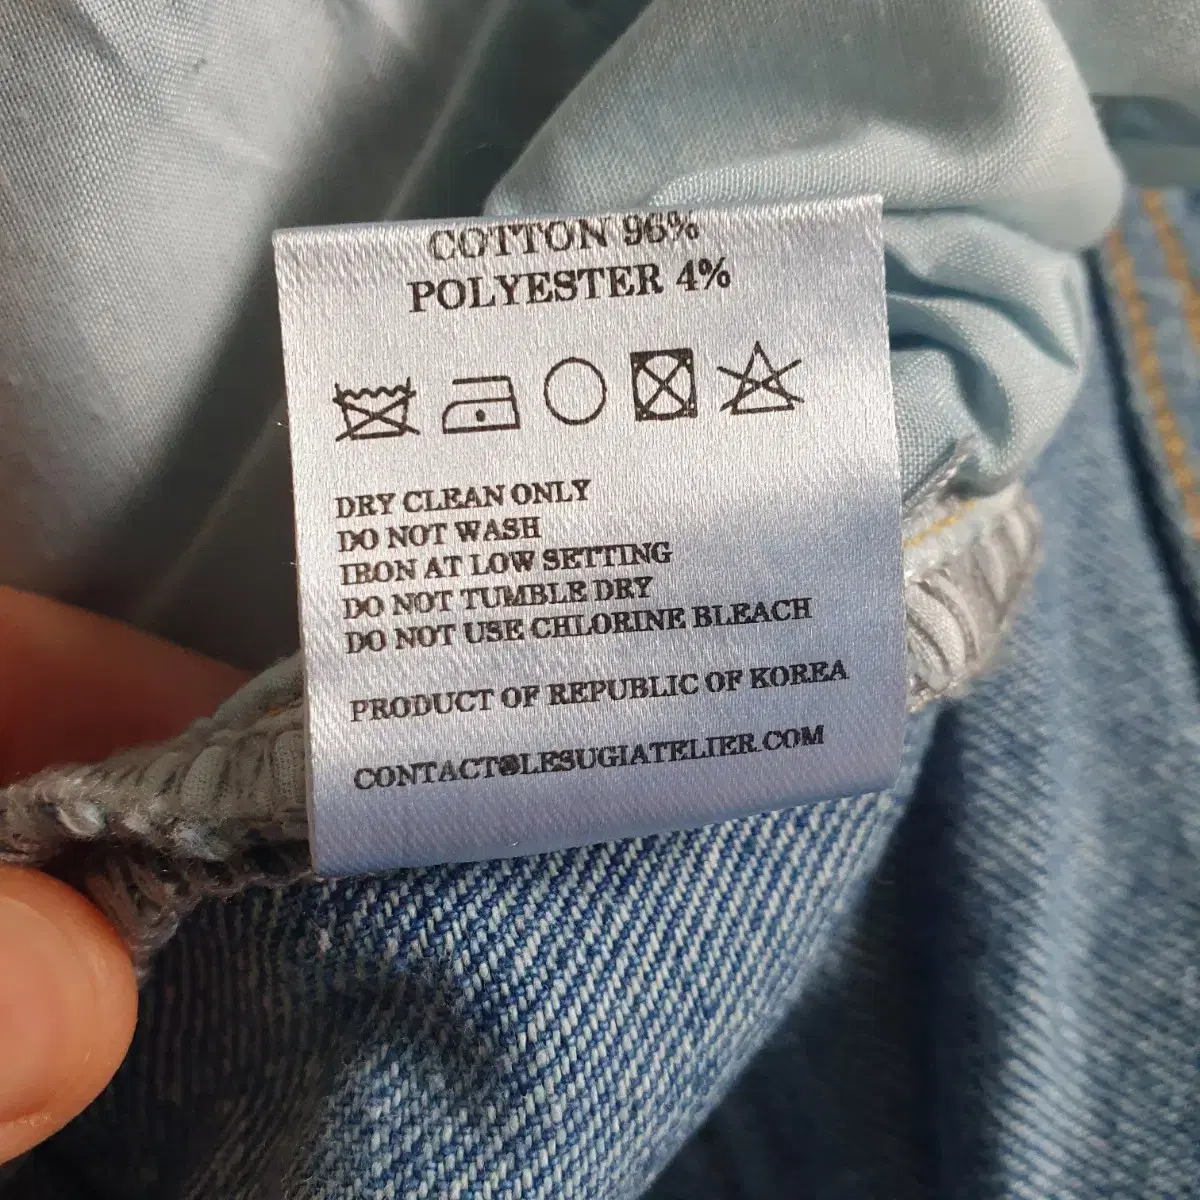 COTTON 96%
POLYESTER 4%
DRY CLEAN ONLY
DO NOT WASH
IRON AT LOW SETTING
DO NOT TUMBLE DRY
DO NOT USE CHLORINE BLEACH
PRODUCT OF REPUBLIC OF KOREA
CONTACT@LESUGIATELIER.COM